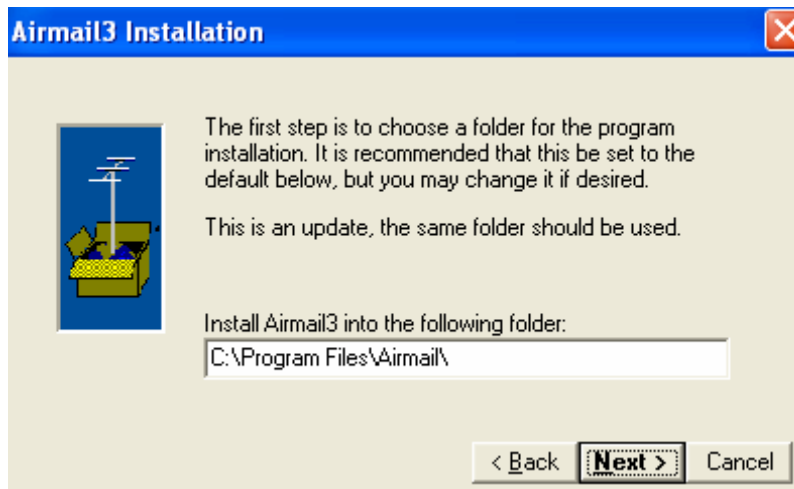 Airmail3 Installation
The first step is to choose a folder for the program
installation. It is recommended that this be set to the
default below, but you may change it if desired.
This is an update, the same folder should be used.
Install Airmail3 into the following folder:
C:\Program Files\Airmail\
< Back Next > Cancel